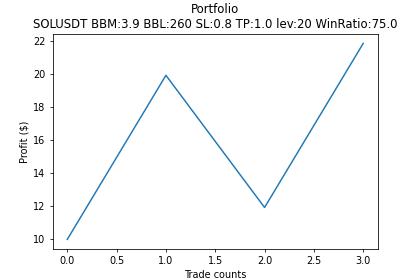 Portfolio
SOLUSDT BBM:3.9 BBL:260 SL:0.8 TP:1.0 lev:20 WinRatio:75.0
22
20
18
16
14
12
10
Profit ($)
0.0 0.5 1.0 1.5 2.0 2.5 3.0
Trade counts